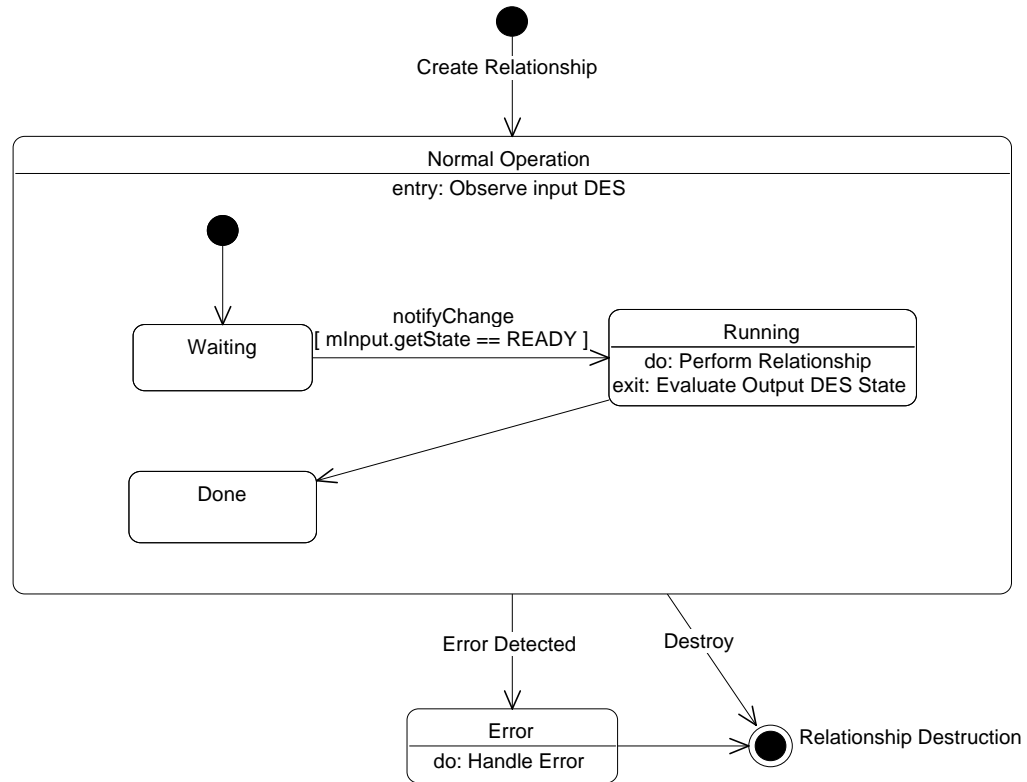 Create Relationship
Normal Operation
entry: Observe input DES
notifyChange
[ mInput.getState == READY ]
Waiting
Running
do: Perform Relationship
exit: Evaluate Output DES State
Done
Error Detected
Destroy
Error
do: Handle Error
Relationship Destruction